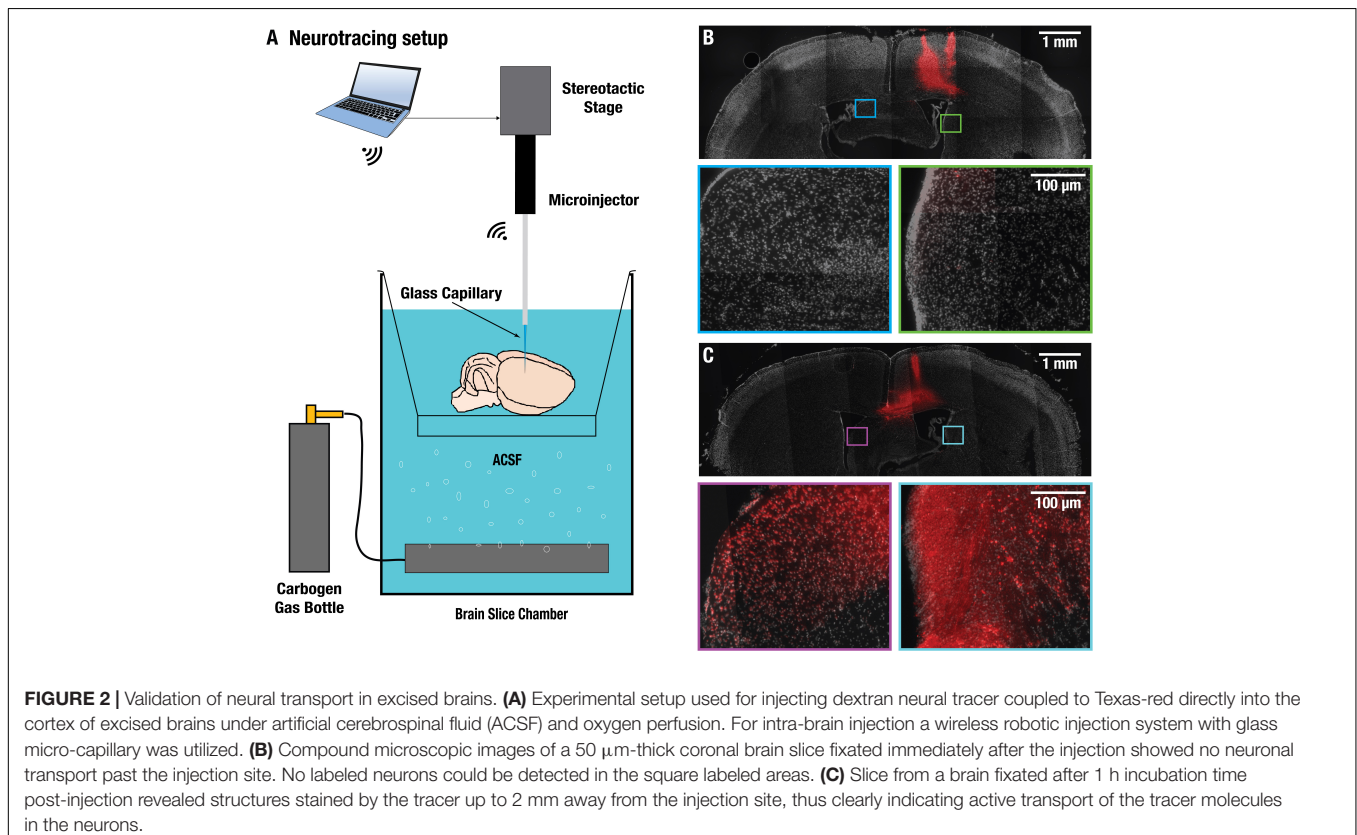 A Neurotracing setup
Stereotactic
Stage
Microinjector
Glass Capillary
ACSF
Carbogen
Gas Bottle
Brain Slice Chamber
B
1 mm
100 μm
C
1 mm
100 μm
FIGURE 2 | Validation of neural transport in excised brains. (A) Experimental setup used for injecting dextran neural tracer coupled to Texas-red directly into the
cortex of excised brains under artificial cerebrospinal fluid (ACSF) and oxygen perfusion. For intra-brain injection a wireless robotic injection system with glass
micro-capillary was utilized. (B) Compound microscopic images of a 50 μm-thick coronal brain slice fixated immediately after the injection showed no neuronal
transport past the injection site. No labeled neurons could be detected in the square labeled areas. (C) Slice from a brain fixated after 1 h incubation time
post-injection revealed structures stained by the tracer up to 2 mm away from the injection site, thus clearly indicating active transport of the tracer molecules
in the neurons.